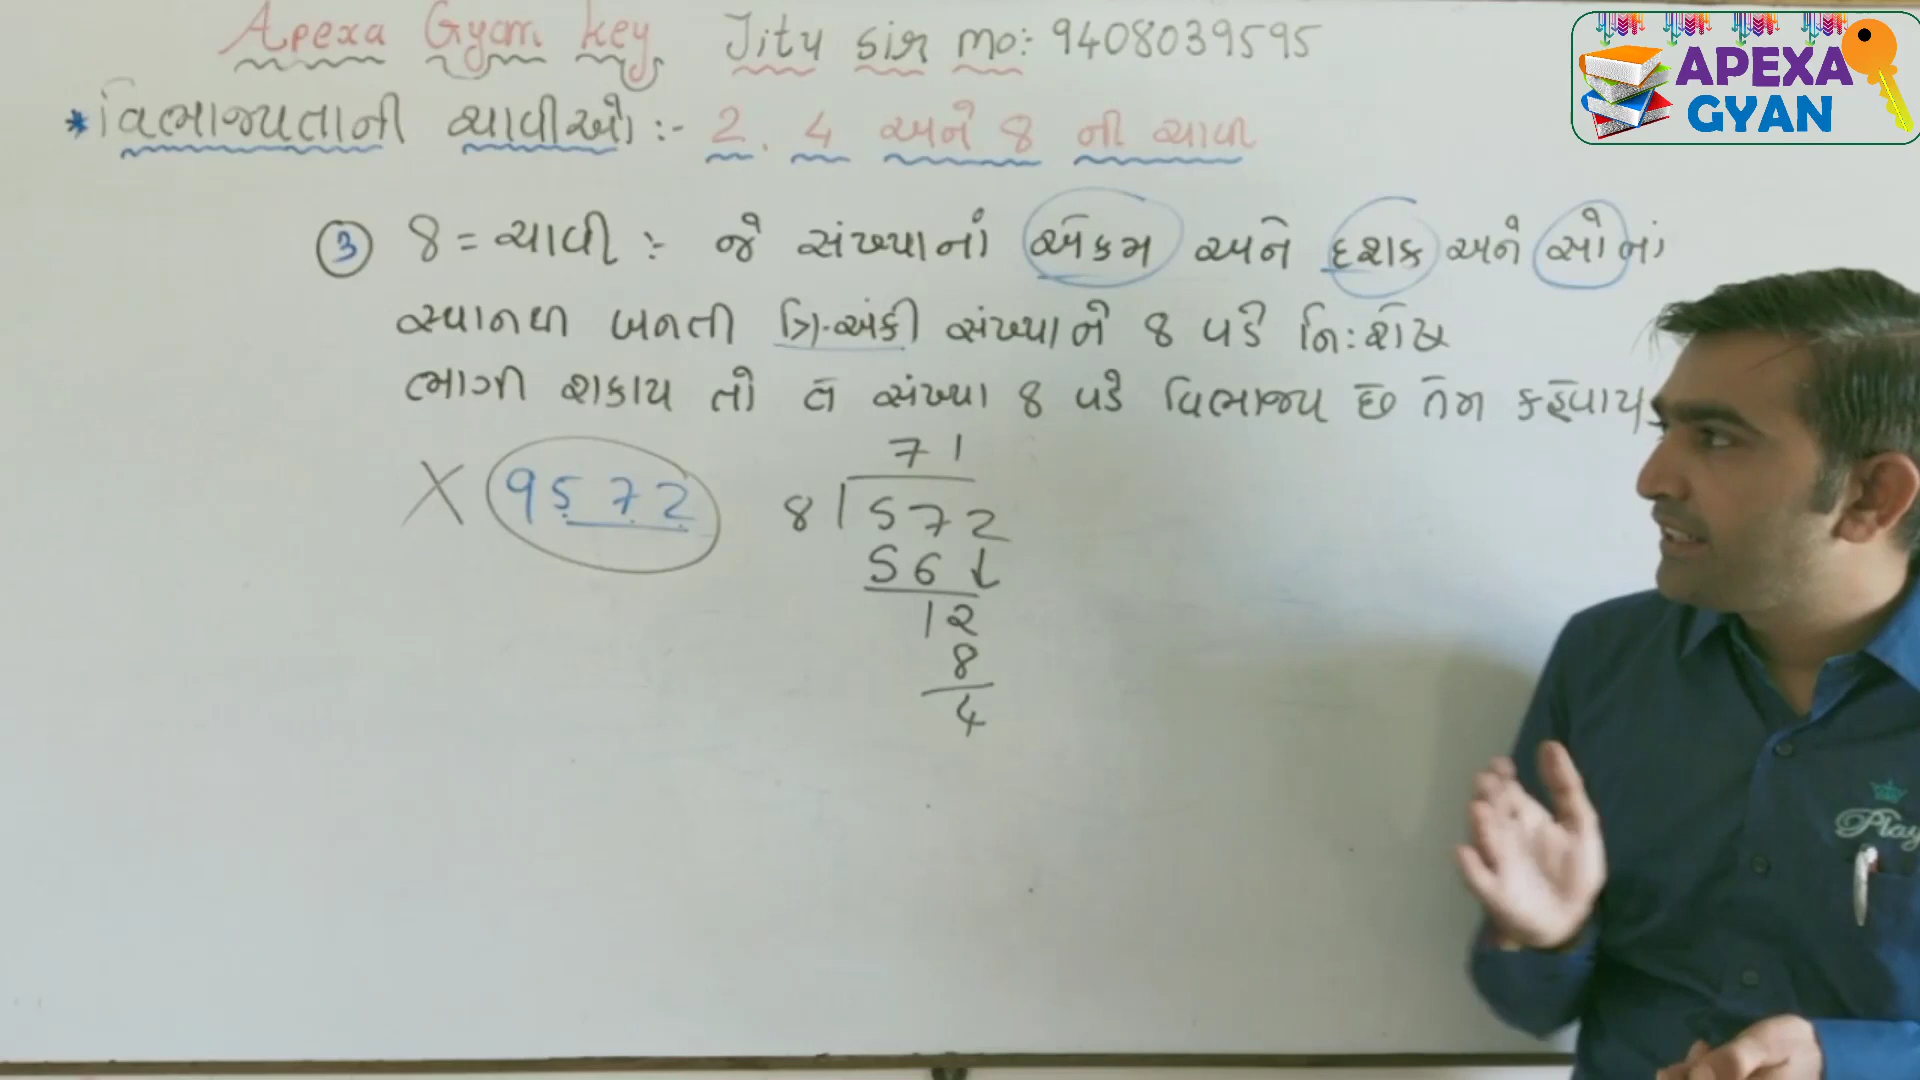 Apexa Gyan key Jitu sir mo:- 9408039595
APEXA
GYAN
* વિભાજ્યતાની ચાવીઓ :- 2, 4 અને 8 ની ચાવી
③ 8 = ચાવી :- જે સંખ્યાનાં એકમ અને દશક અને સોનાં
સ્થાનથી બનતી ત્રિ-અંકી સંખ્યાને 8 વડે નિ:શેષ
ભાગી શકાય તો તે સંખ્યા 8 વડે વિભાજ્ય છે તેમ કહેવાય.
X 9572
71
8 572
56 ↓
12
8
4
Play